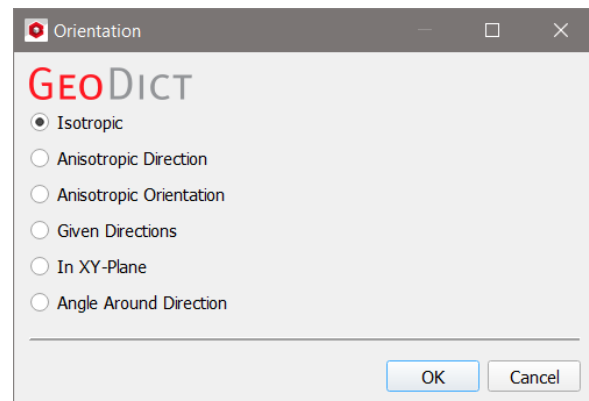 Orientation
GEODICT
Isotropic
Anisotropic Direction
Anisotropic Orientation
Given Directions
In XY-Plane
Angle Around Direction
OK Cancel